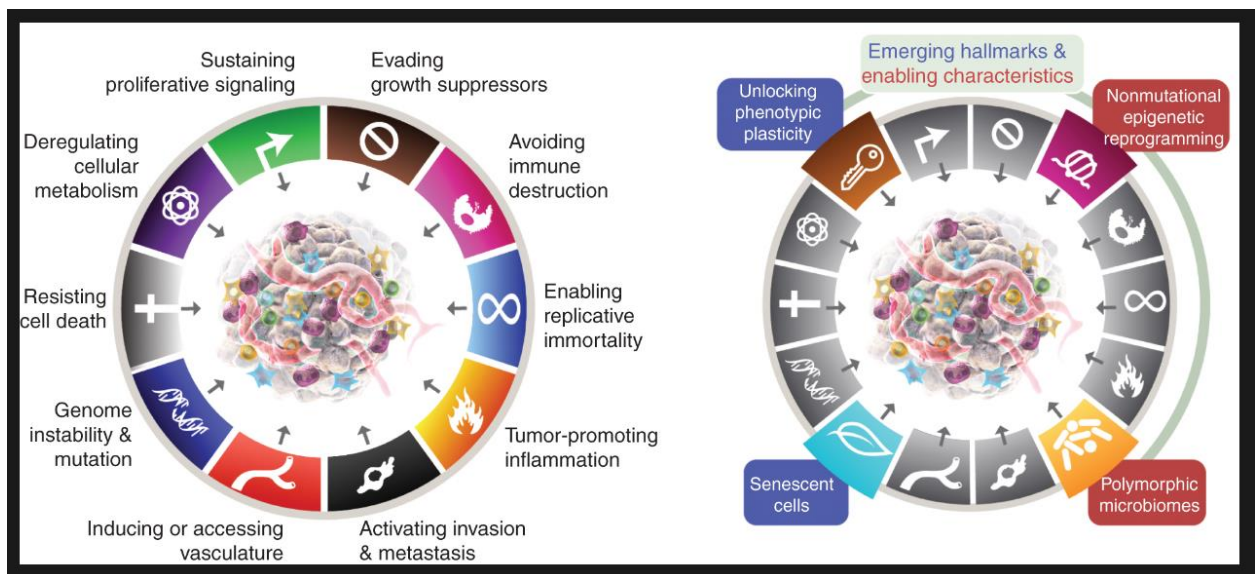 Sustaining
proliferative signaling
Evading
growth suppressors
Deregulating
cellular
metabolism
Avoiding
immune
destruction
Resisting
cell death
Enabling
replicative
immortality
Genome
instability &
mutation
Tumor-promoting
inflammation
Inducing or accessing
vasculature
Activating invasion
& metastasis
Emerging hallmarks &
enabling characteristics
Unlocking
phenotypic
plasticity
Nonmutational
epigenetic
reprogramming
Senescent
cells
Polymorphic
microbiomes